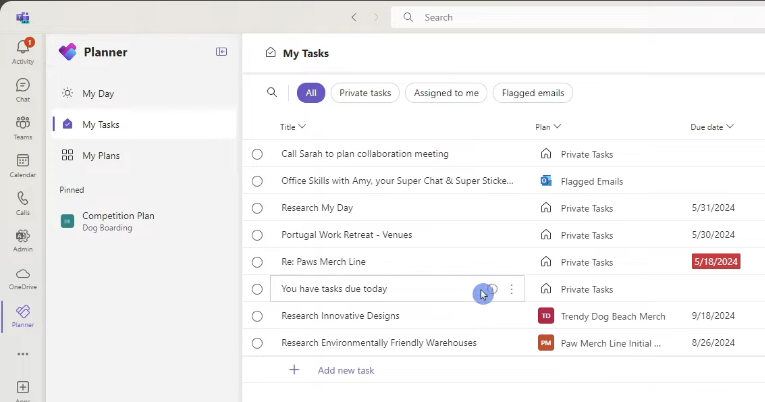 Search
1
Activity
Chat
Teams
Calendar
Calls
Admin
OneDrive
Planner
Apps
Planner
My Day
My Tasks
My Plans
Pinned
Competition Plan
Dog Boarding
My Tasks
All Private tasks Assigned to me Flagged emails
Title Plan Due date
Call Sarah to plan collaboration meeting Private Tasks
Office Skills with Amy, your Super Chat & Super Sticke... Flagged Emails
Research My Day Private Tasks 5/31/2024
Portugal Work Retreat - Venues Private Tasks 5/30/2024
Re: Paws Merch Line Private Tasks 5/18/2024
You have tasks due today Private Tasks
Research Innovative Designs TD Trendy Dog Beach Merch 9/18/2024
Research Environmentally Friendly Warehouses PM Paw Merch Line Initial ... 8/26/2024
Add new task